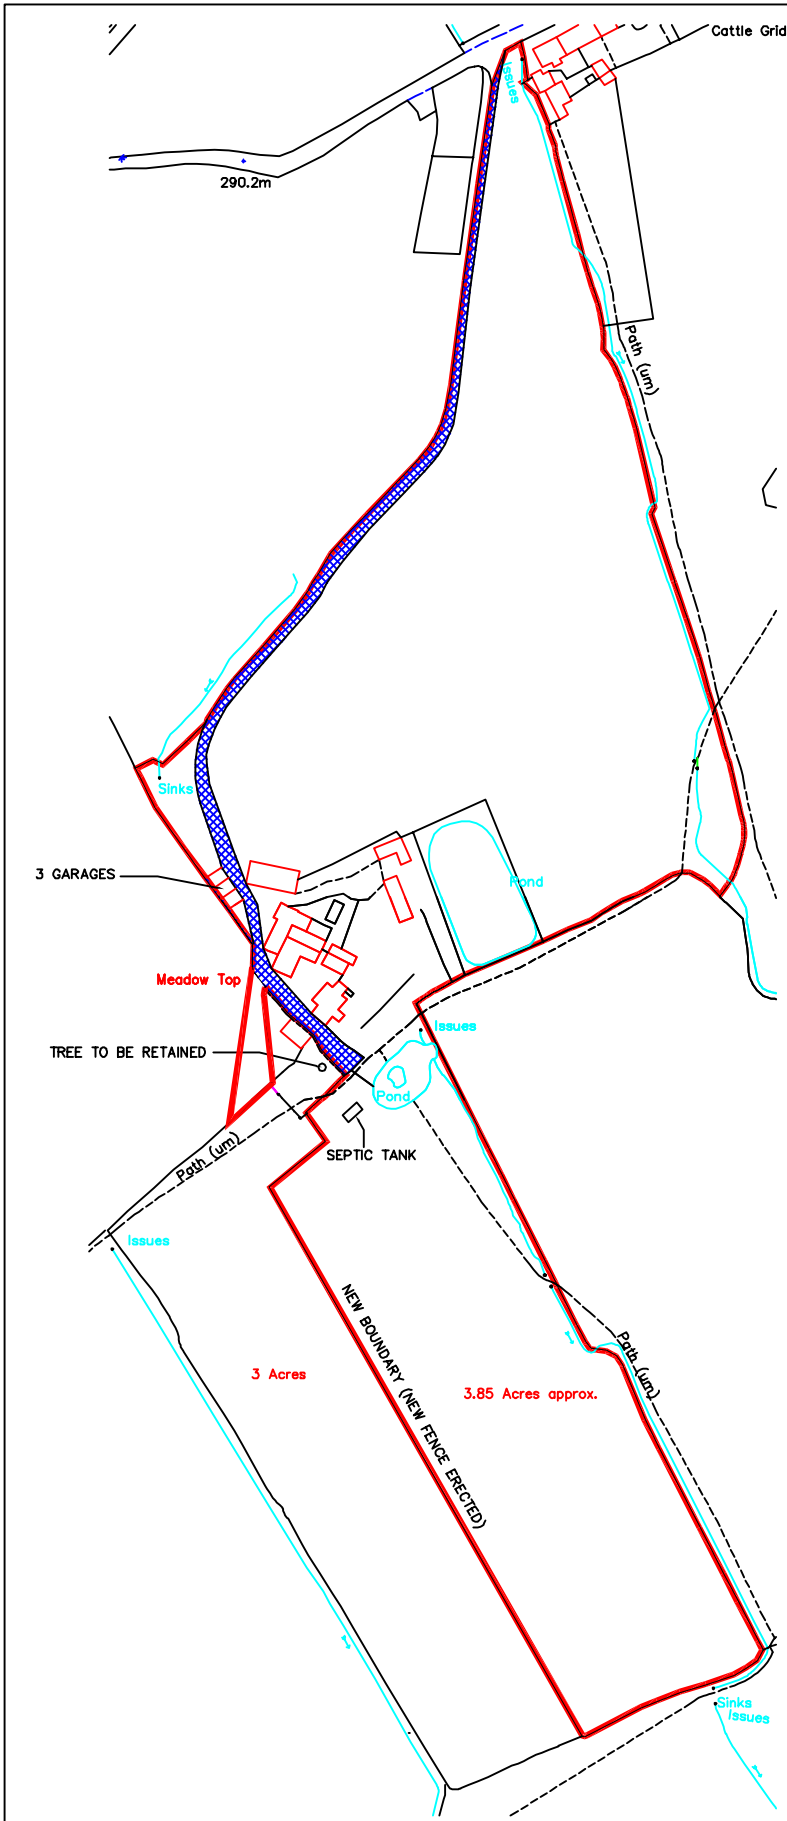 Cattle Grid
Issues
290.2m
Path (um)
Sinks
3 GARAGES
Pond
Meadow Top
Issues
TREE TO BE RETAINED
Pond
SEPTIC TANK
Path (um)
Issues
NEW BOUNDARY (NEW FENCE ERECTED)
Path (um)
3 Acres
3.85 Acres approx.
Sinks
Issues